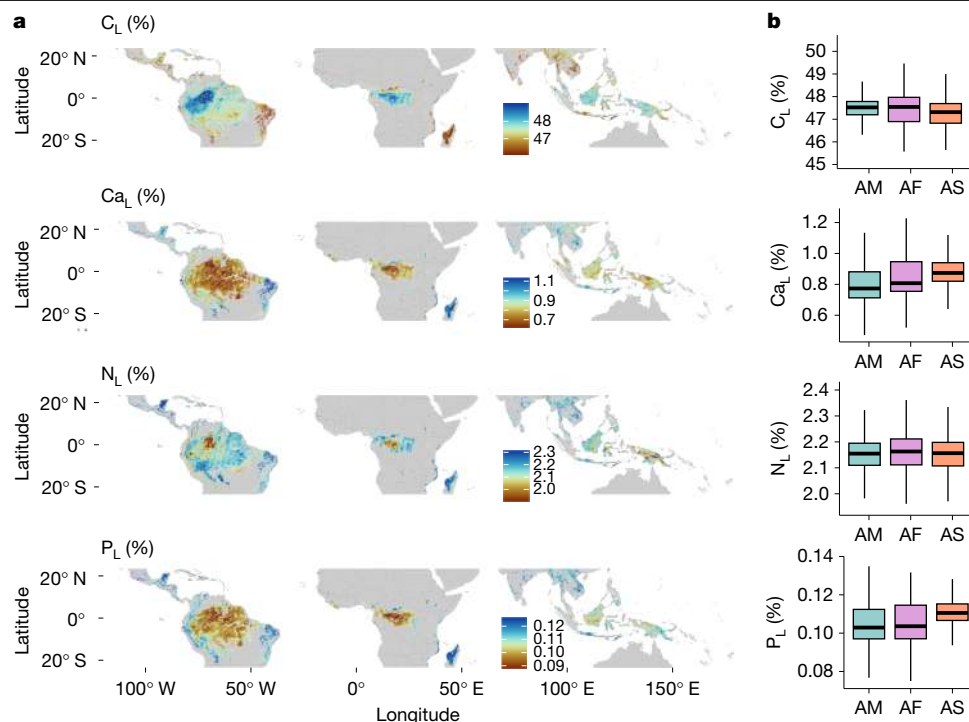 a
C_L (%)
20° N
0°
20° S
Latitude
48
47
Ca_L (%)
20° N
0°
20° S
Latitude
1.1
0.9
0.7
N_L (%)
20° N
0°
20° S
Latitude
2.3
2.2
2.1
2.0
P_L (%)
20° N
0°
20° S
Latitude
0.12
0.11
0.10
0.09
100° W
50° W
0°
50° E
100° E
150° E
Longitude
b
C_L (%)
50
49
48
47
46
45
AM AF AS
Ca_L (%)
1.2
1.0
0.8
0.6
AM AF AS
N_L (%)
2.4
2.3
2.2
2.1
2.0
AM AF AS
P_L (%)
0.14
0.12
0.10
0.08
AM AF AS